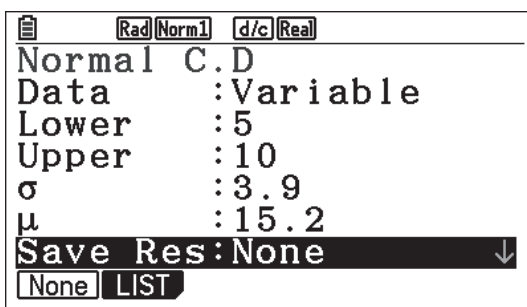 Rad Norm1 d/c Real
Normal C.D
Data :Variable
Lower :5
Upper :10
σ :3.9
μ :15.2
Save Res:None ↓
None LIST